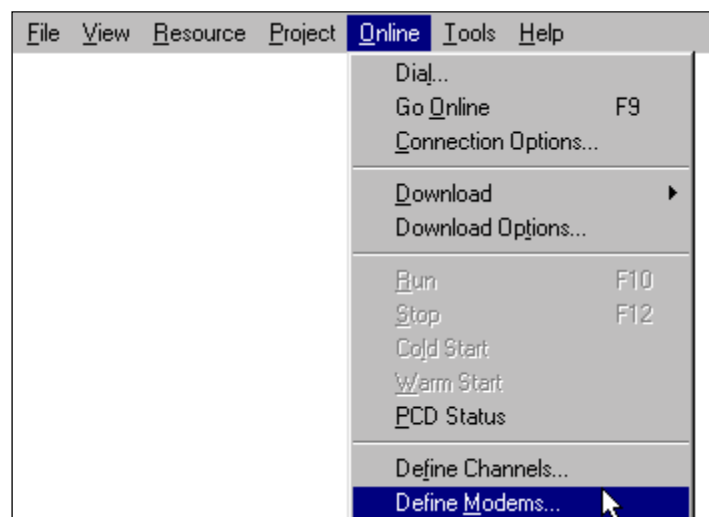 File View Resource Project Online Tools Help
Dial...
Go Online F9
Connection Options...
Download
Download Options...
Run F10
Stop F12
Cold Start
Warm Start
PCD Status
Define Channels...
Define Modems...